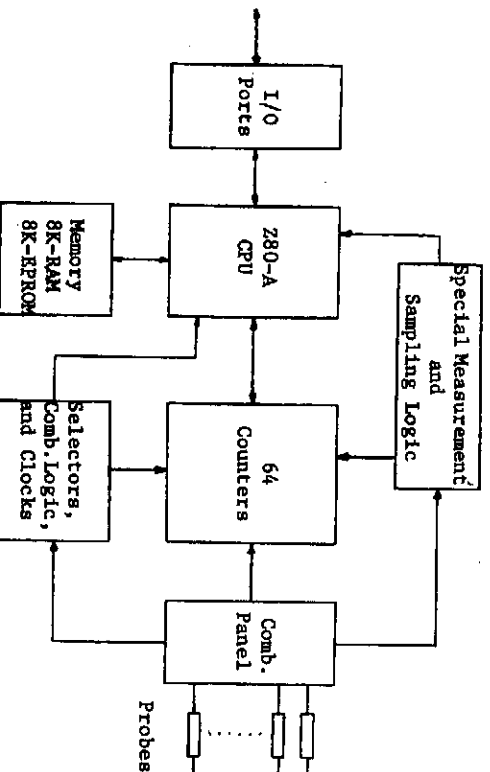 I/O
Ports
Special Measurement
and
Sampling Logic
Z80-A
CPU
Memory
8K-RAM
8K-EPROM
64
Counters
Selectors,
Comb.Logic,
and Clocks
Comb.
Panel
Probes